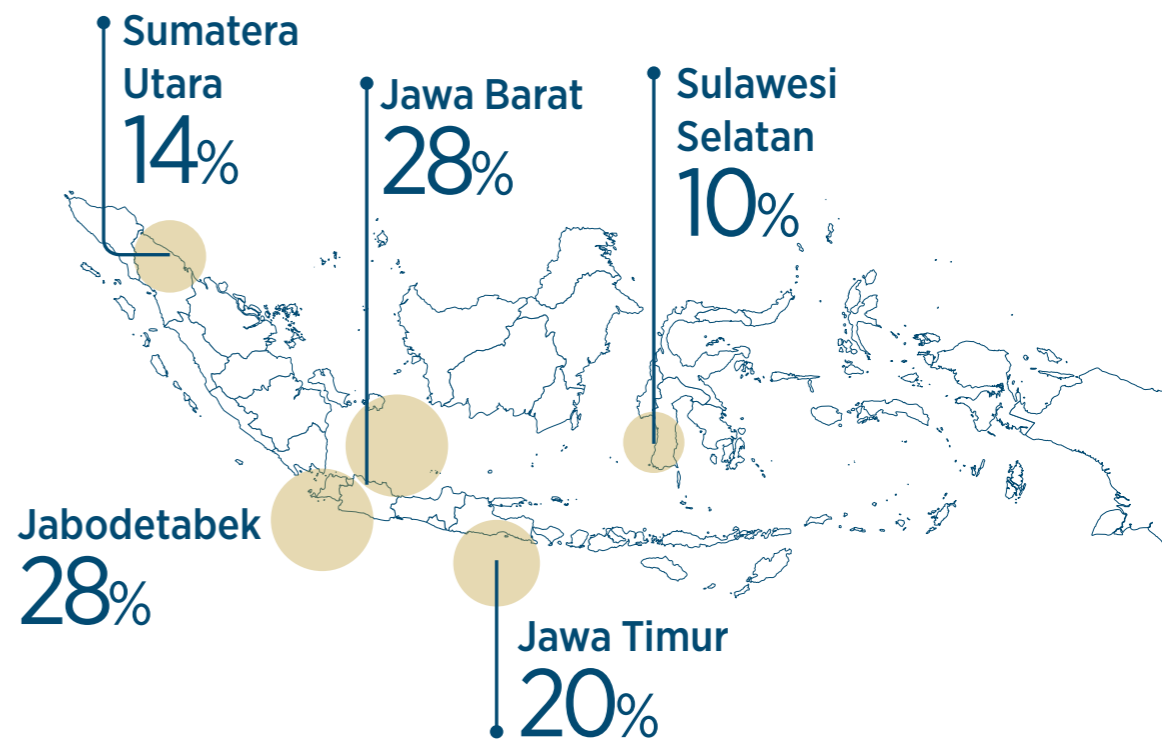 Sumatera
Utara
14%
Jawa Barat
28%
Sulawesi
Selatan
10%
Jabodetabek
28%
Jawa Timur
20%